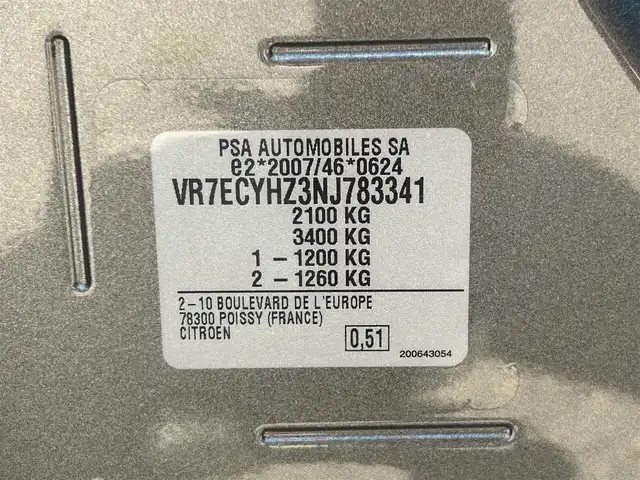 PSA AUTOMOBILES SA
e2*2007/46*0624
VR7ECYHZ3NJ783341
2100 KG
3400 KG
1 – 1200 KG
2 – 1260 KG
2–10 BOULEVARD DE L'EUROPE
78300 POISSY (FRANCE)
CITROEN
0,51
200643054